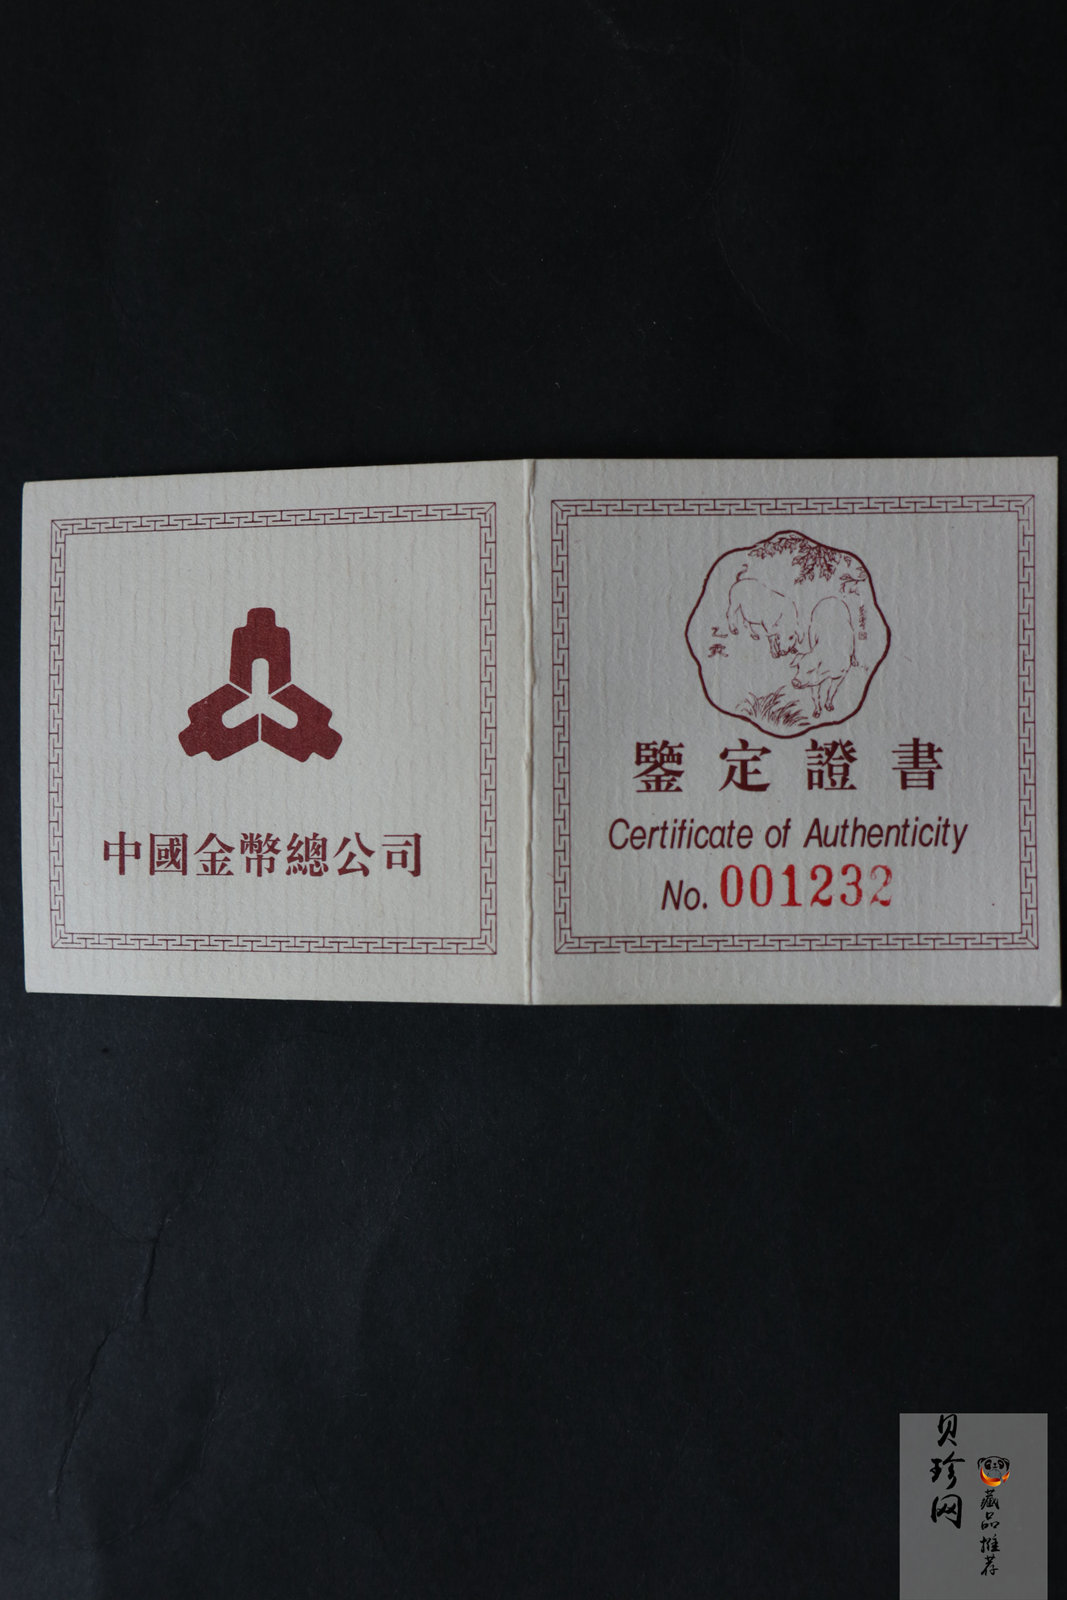 中國金幣總公司
乙亥
鑒定證書
Certificate of Authenticity
No. 001232
贝珍网
藏品推荐